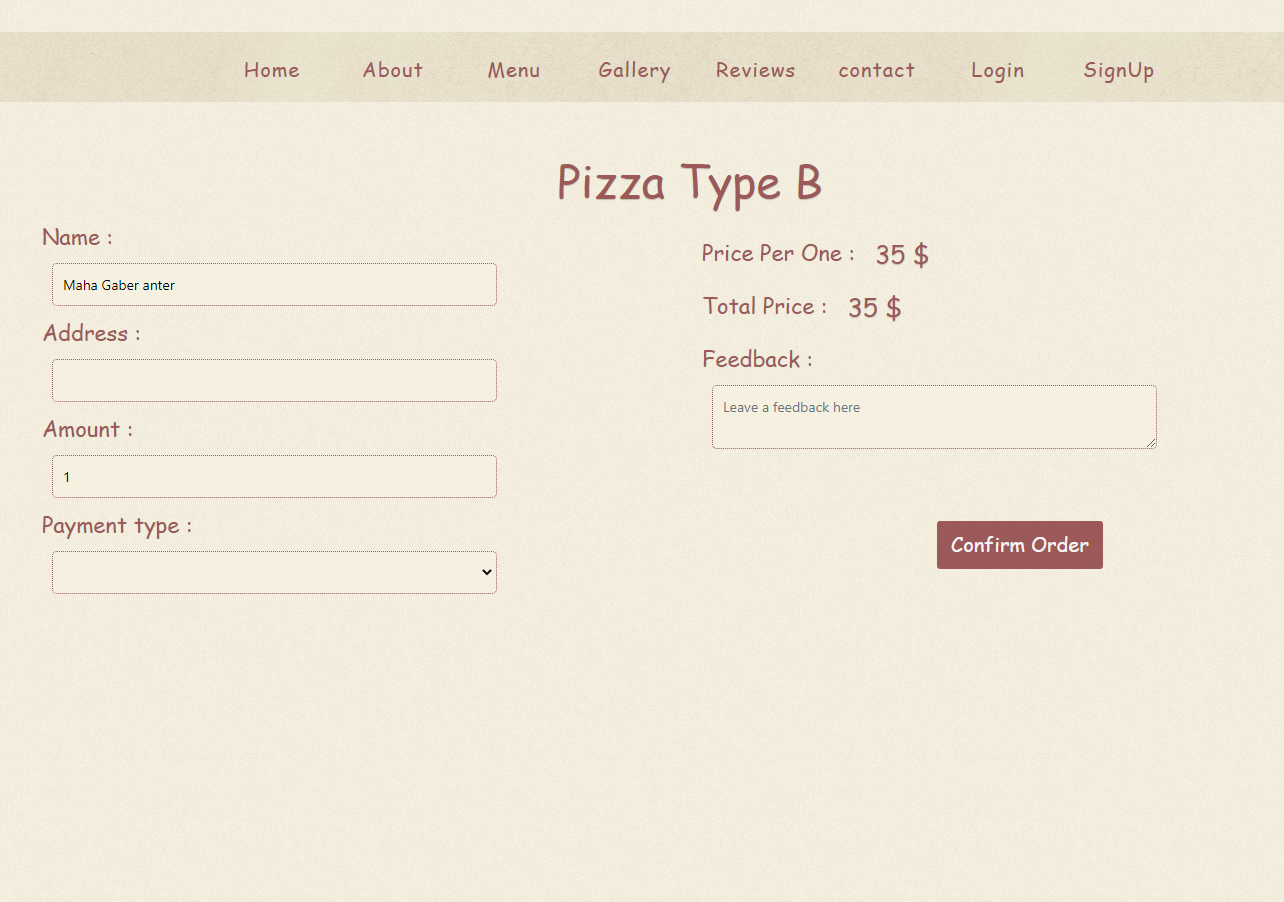 Home About Menu Gallery Reviews contact Login SignUp
Pizza Type B
Name :
Maha Gaber anter
Address :
Amount :
1
Payment type :
Price Per One : 35 $
Total Price : 35 $
Feedback :
Leave a feedback here
Confirm Order